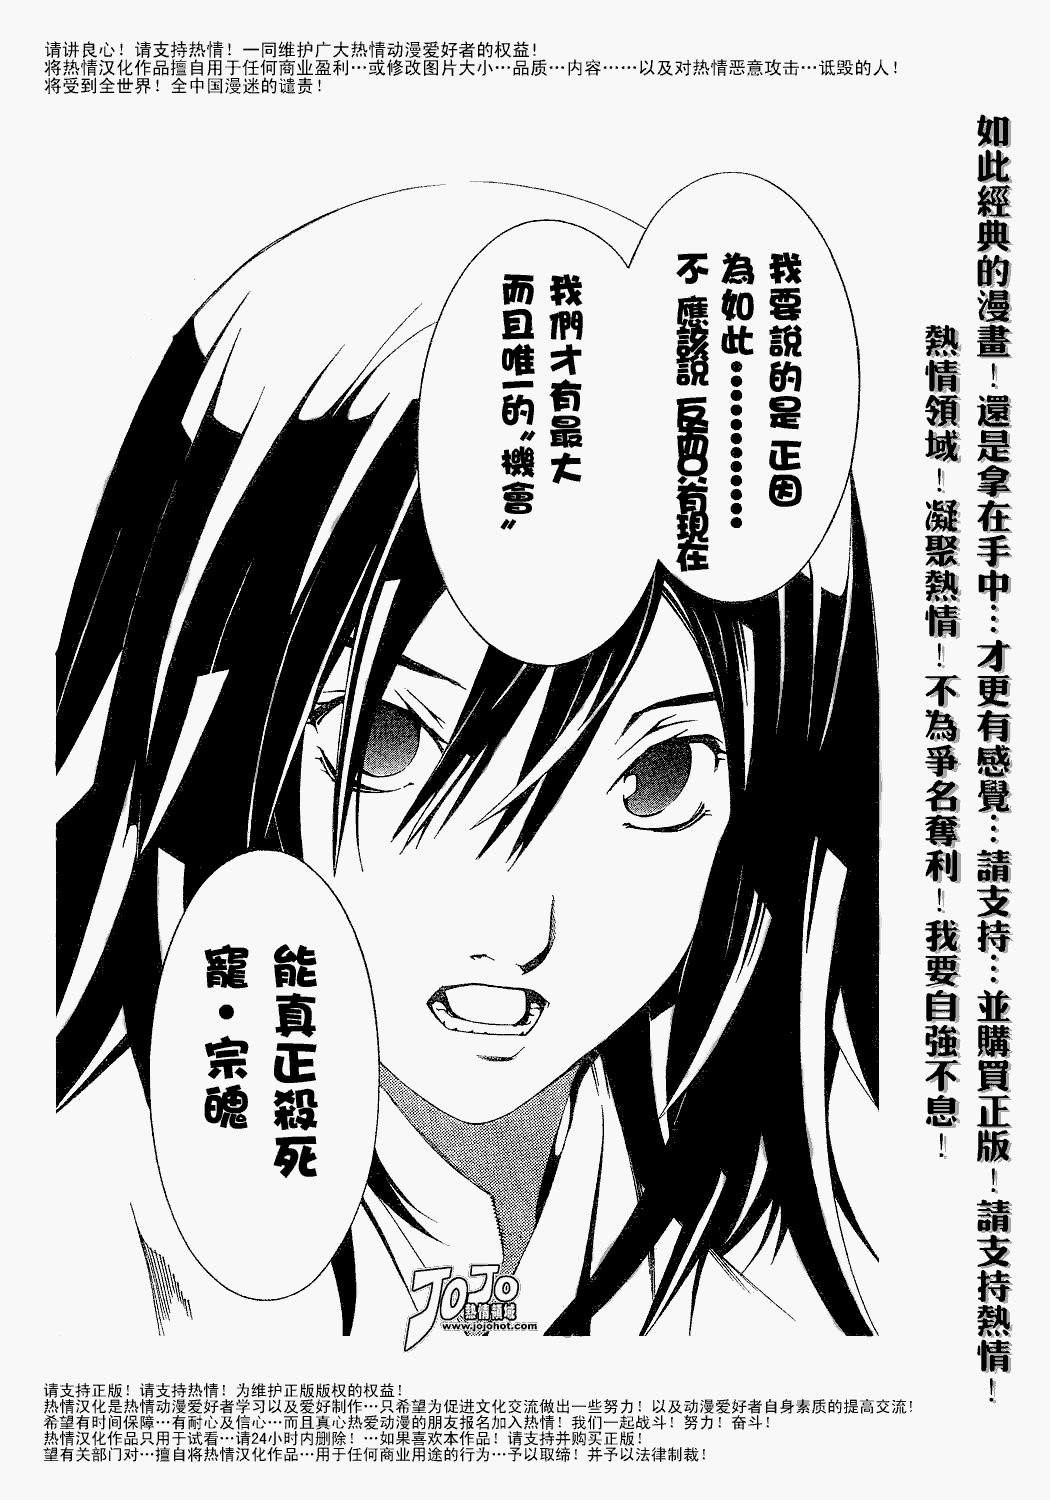 请讲良心！请支持热情！一同维护广大热情动漫爱好者的权益！
将热情汉化作品擅自用于任何商业盈利…或修改图片大小…品质…内容……以及对热情恶意攻击…诋毁的人！
将受到全世界！全中国漫迷的谴责！
如此經典的漫畫！還是拿在手中…才更有感覺…請支持…並購買正版！請支持熱情！
熱情領域！凝聚熱情！不為爭名奪利！我要自強不息！
我要說的是 正因
為如此………
不 應該說 反而只有現在
我們才有最大
而且唯一的〝機會〞
能真正殺死
寵·宗魄
JOJO
熱情領域
www.jojohot.com
请支持正版！请支持热情！为维护正版版权的权益！
热情汉化是热情动漫爱好者学习以及爱好制作…只希望为促进文化交流做出一些努力！以及动漫爱好者自身素质的提高交流！
希望有时间保障…有耐心及信心…而且真心热爱动漫的朋友报名加入热情！我们一起战斗！努力！奋斗！
热情汉化作品只用于试看…请24小时内删除！…如果喜欢本作品！请支持并购买正版！
望有关部门对…擅自将热情汉化作品…用于任何商业用途的行为…予以取缔！并予以法律制裁！